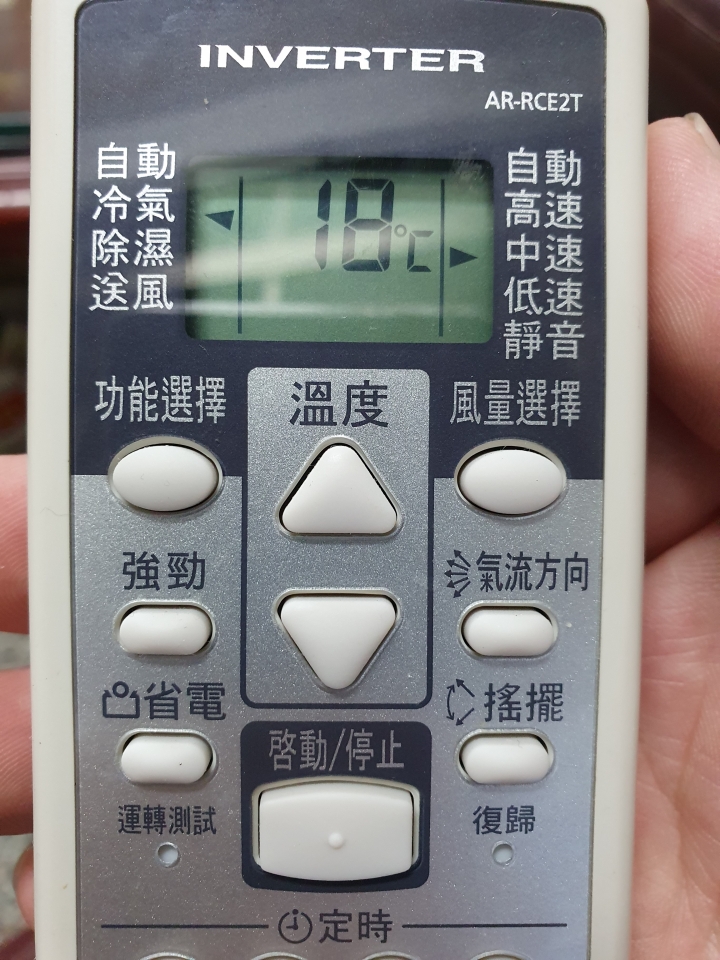 INVERTER
AR-RCE2T
自動
冷氣
除濕
送風
18°C
自動
高速
中速
低速
靜音
功能選擇
溫度
風量選擇
強勁
氣流方向
省電
搖擺
啓動/停止
運轉測試
復歸
定時